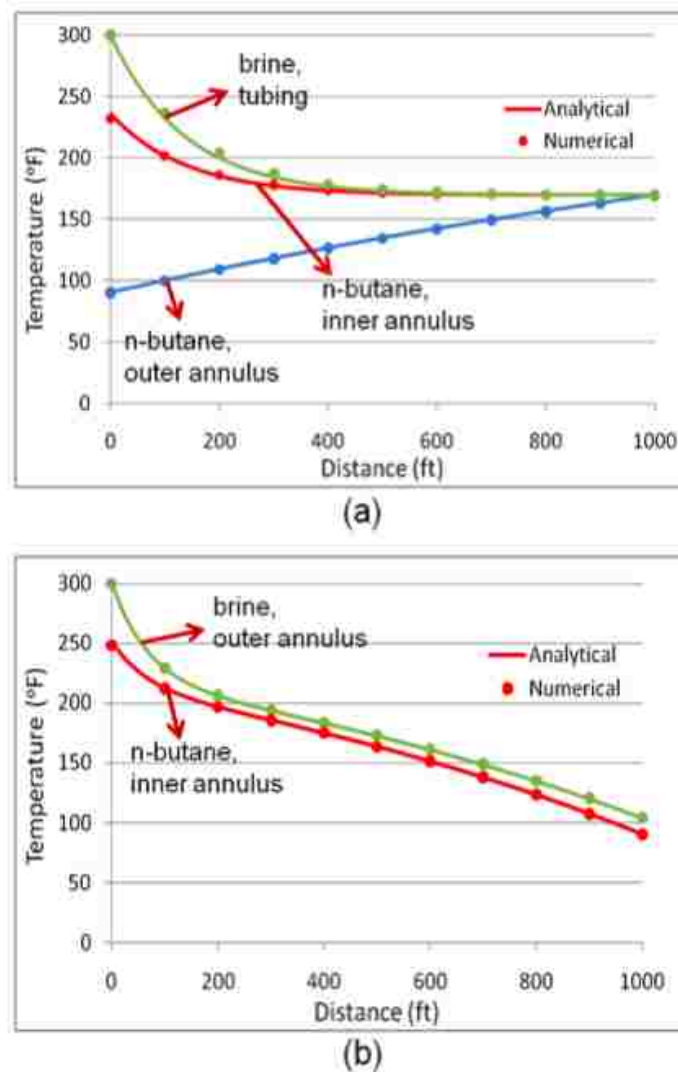 300
250
200
150
100
50
0
Temperature (ºF)
brine,
tubing
Analytical
Numerical
n-butane,
inner annulus
n-butane,
outer annulus
0 200 400 600 800 1000
Distance (ft)
(a)
300
250
200
150
100
50
0
Temperature (ºF)
brine,
outer annulus
Analytical
Numerical
n-butane,
inner annulus
0 200 400 600 800 1000
Distance (ft)
(b)